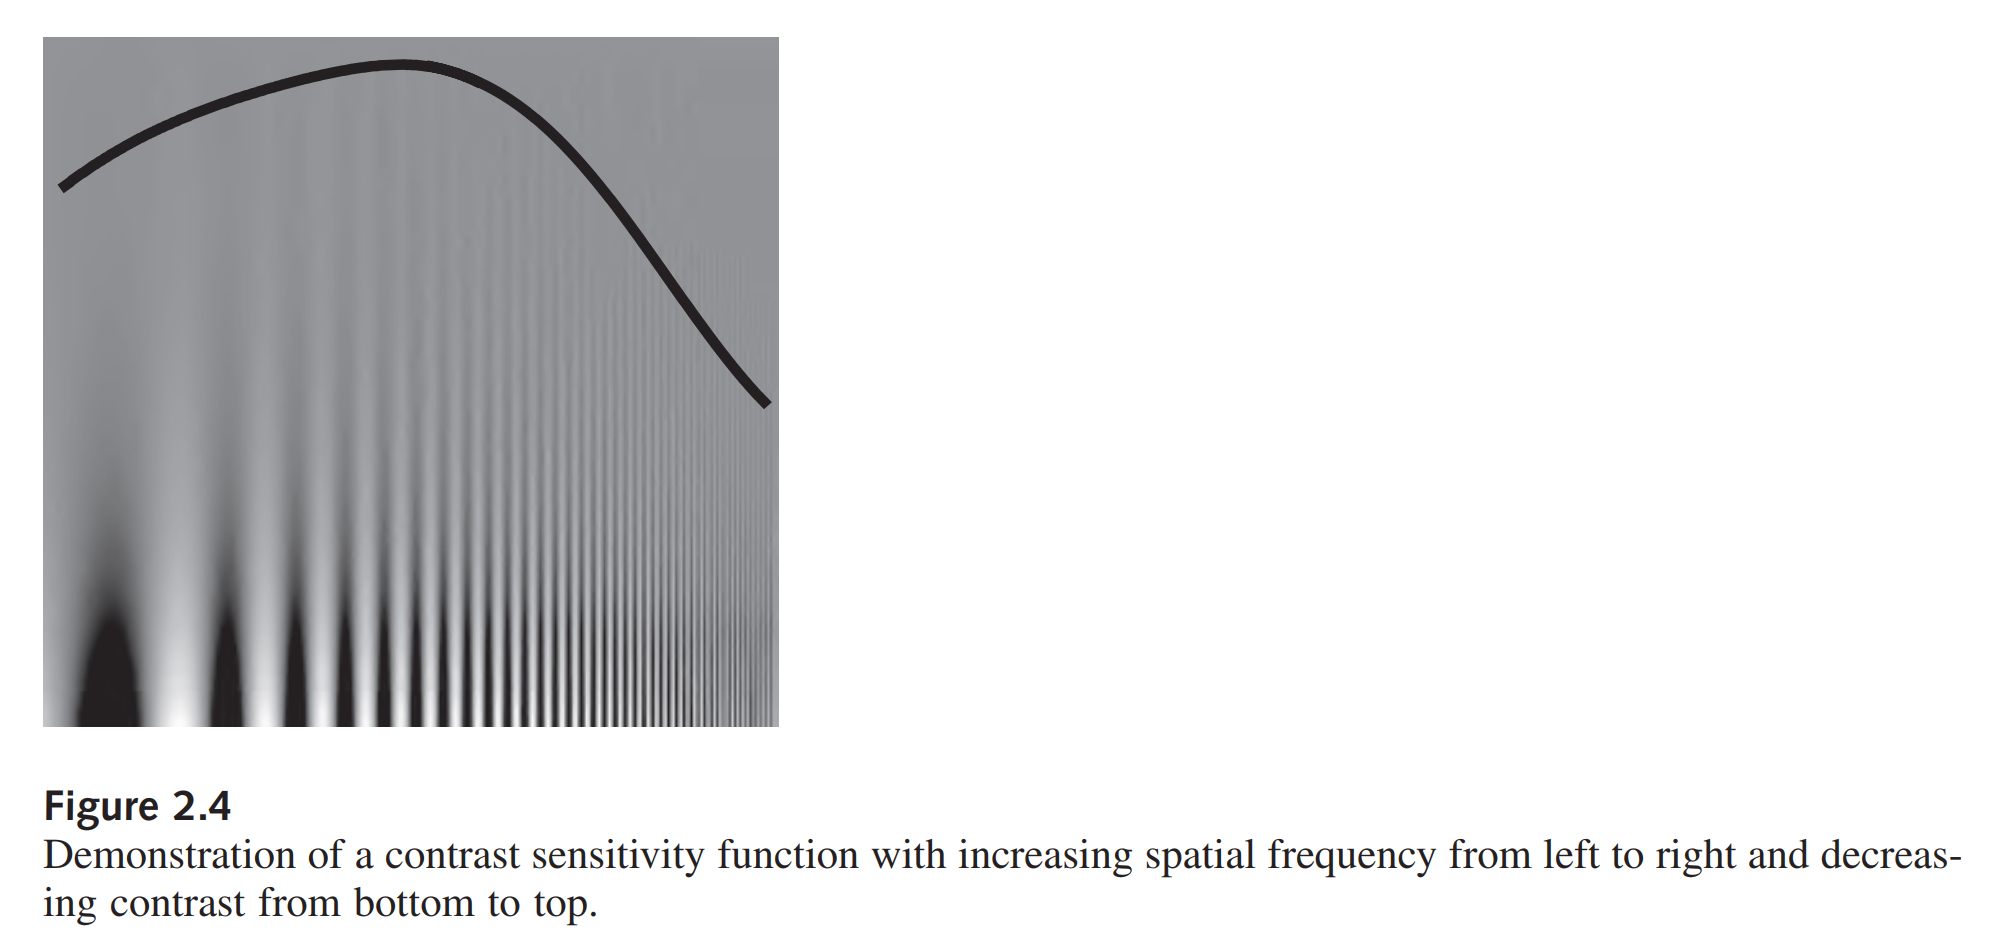 Figure 2.4
Demonstration of a contrast sensitivity function with increasing spatial frequency from left to right and decreas-
ing contrast from bottom to top.